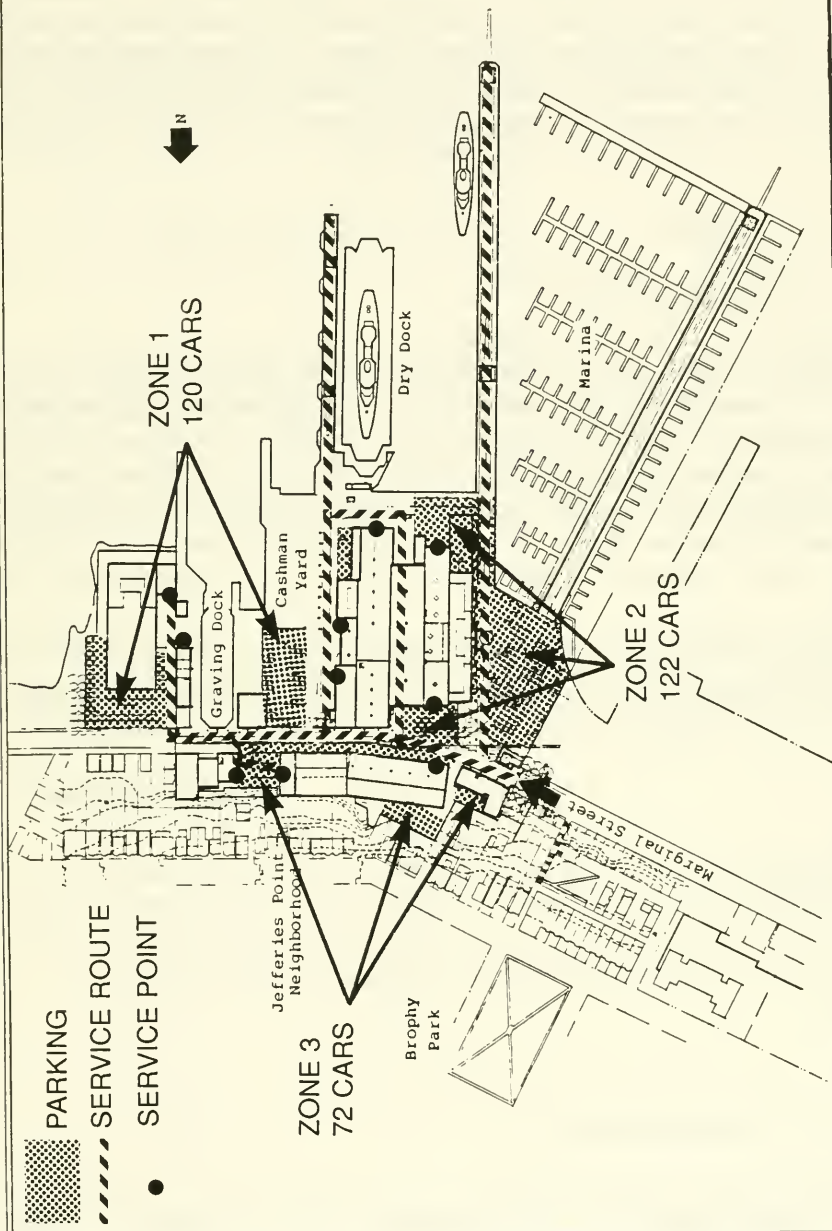 PARKING
SERVICE ROUTE
SERVICE POINT
N
ZONE 1
120 CARS
ZONE 2
122 CARS
ZONE 3
72 CARS
Graving Dock
Cashman
Yard
Dry Dock
Marina
Marginal Street
Jefferies Point
Neighborhood
Brophy
Park